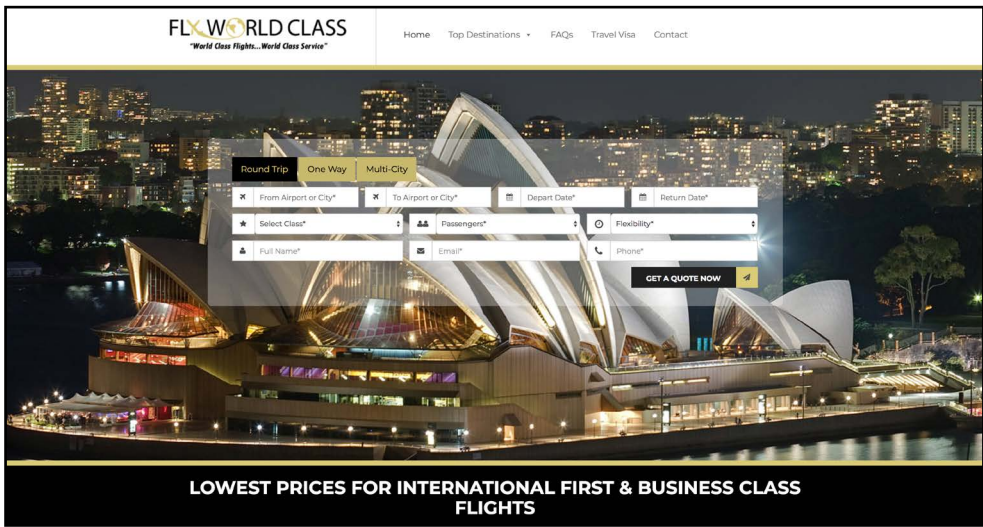 FLY WORLD CLASS
"World Class Flights...World Class Service"
Home Top Destinations FAQs Travel Visa Contact
Round Trip One Way Multi-City
From Airport or City* To Airport or City* Depart Date* Return Date*
Select Class* Passengers* Flexibility*
Full Name* Email* Phone*
GET A QUOTE NOW
LOWEST PRICES FOR INTERNATIONAL FIRST & BUSINESS CLASS
FLIGHTS